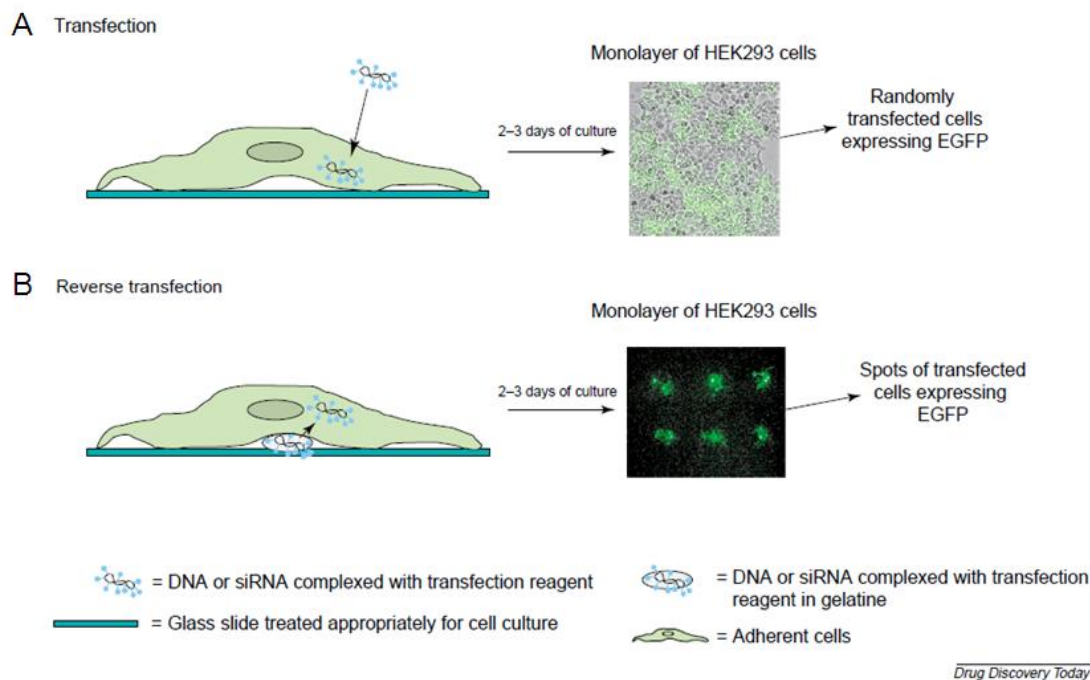 A Transfection
Monolayer of HEK293 cells
2–3 days of culture
Randomly
transfected cells
expressing EGFP
B Reverse transfection
Monolayer of HEK293 cells
2–3 days of culture
Spots of transfected
cells expressing
EGFP
= DNA or siRNA complexed with transfection reagent
= DNA or siRNA complexed with transfection
reagent in gelatine
= Glass slide treated appropriately for cell culture
= Adherent cells
Drug Discovery Today